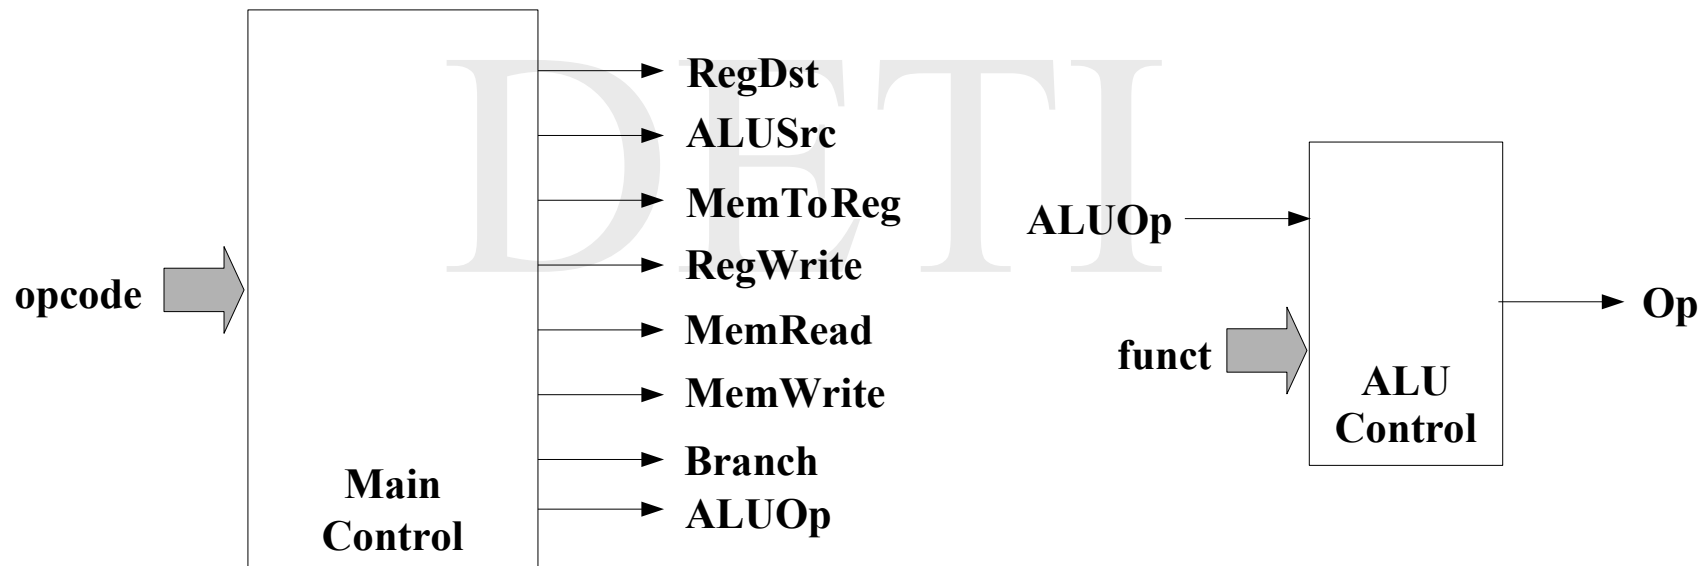 RegDst
ALUSrc
MemToReg
RegWrite
MemRead
MemWrite
Branch
ALUOp
opcode
Main
Control
DETI
ALUOp
funct
ALU
Control
Op